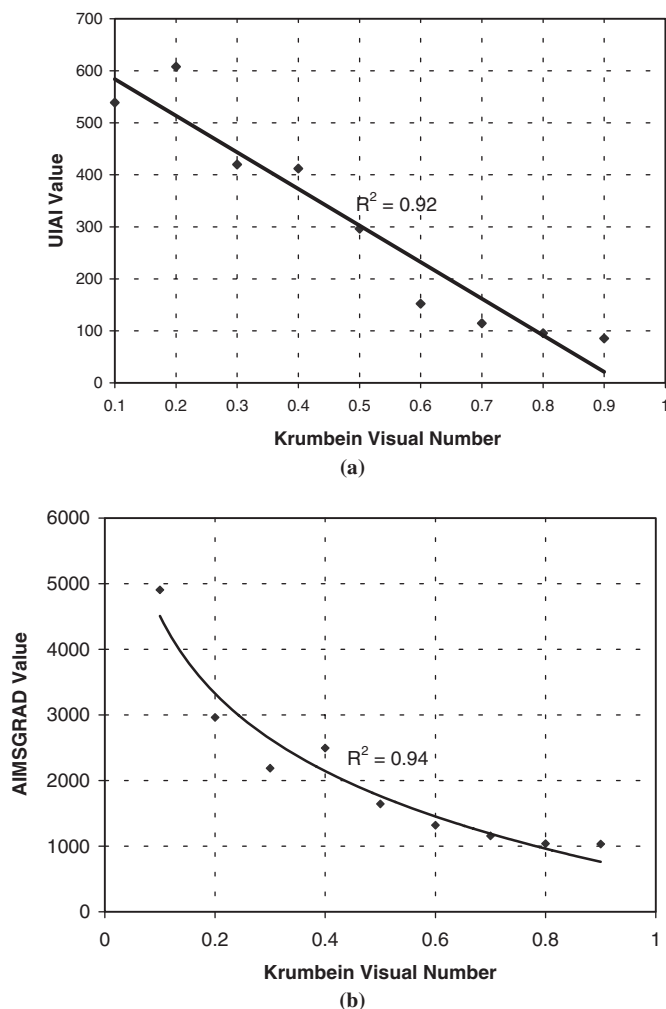 700
600
500
400
300
200
100
0
UIAI Value
R² = 0.92
0.1 0.2 0.3 0.4 0.5 0.6 0.7 0.8 0.9 1
Krumbein Visual Number
(a)
6000
5000
4000
3000
2000
1000
0
AIMSGRAD Value
R² = 0.94
0 0.2 0.4 0.6 0.8 1
Krumbein Visual Number
(b)